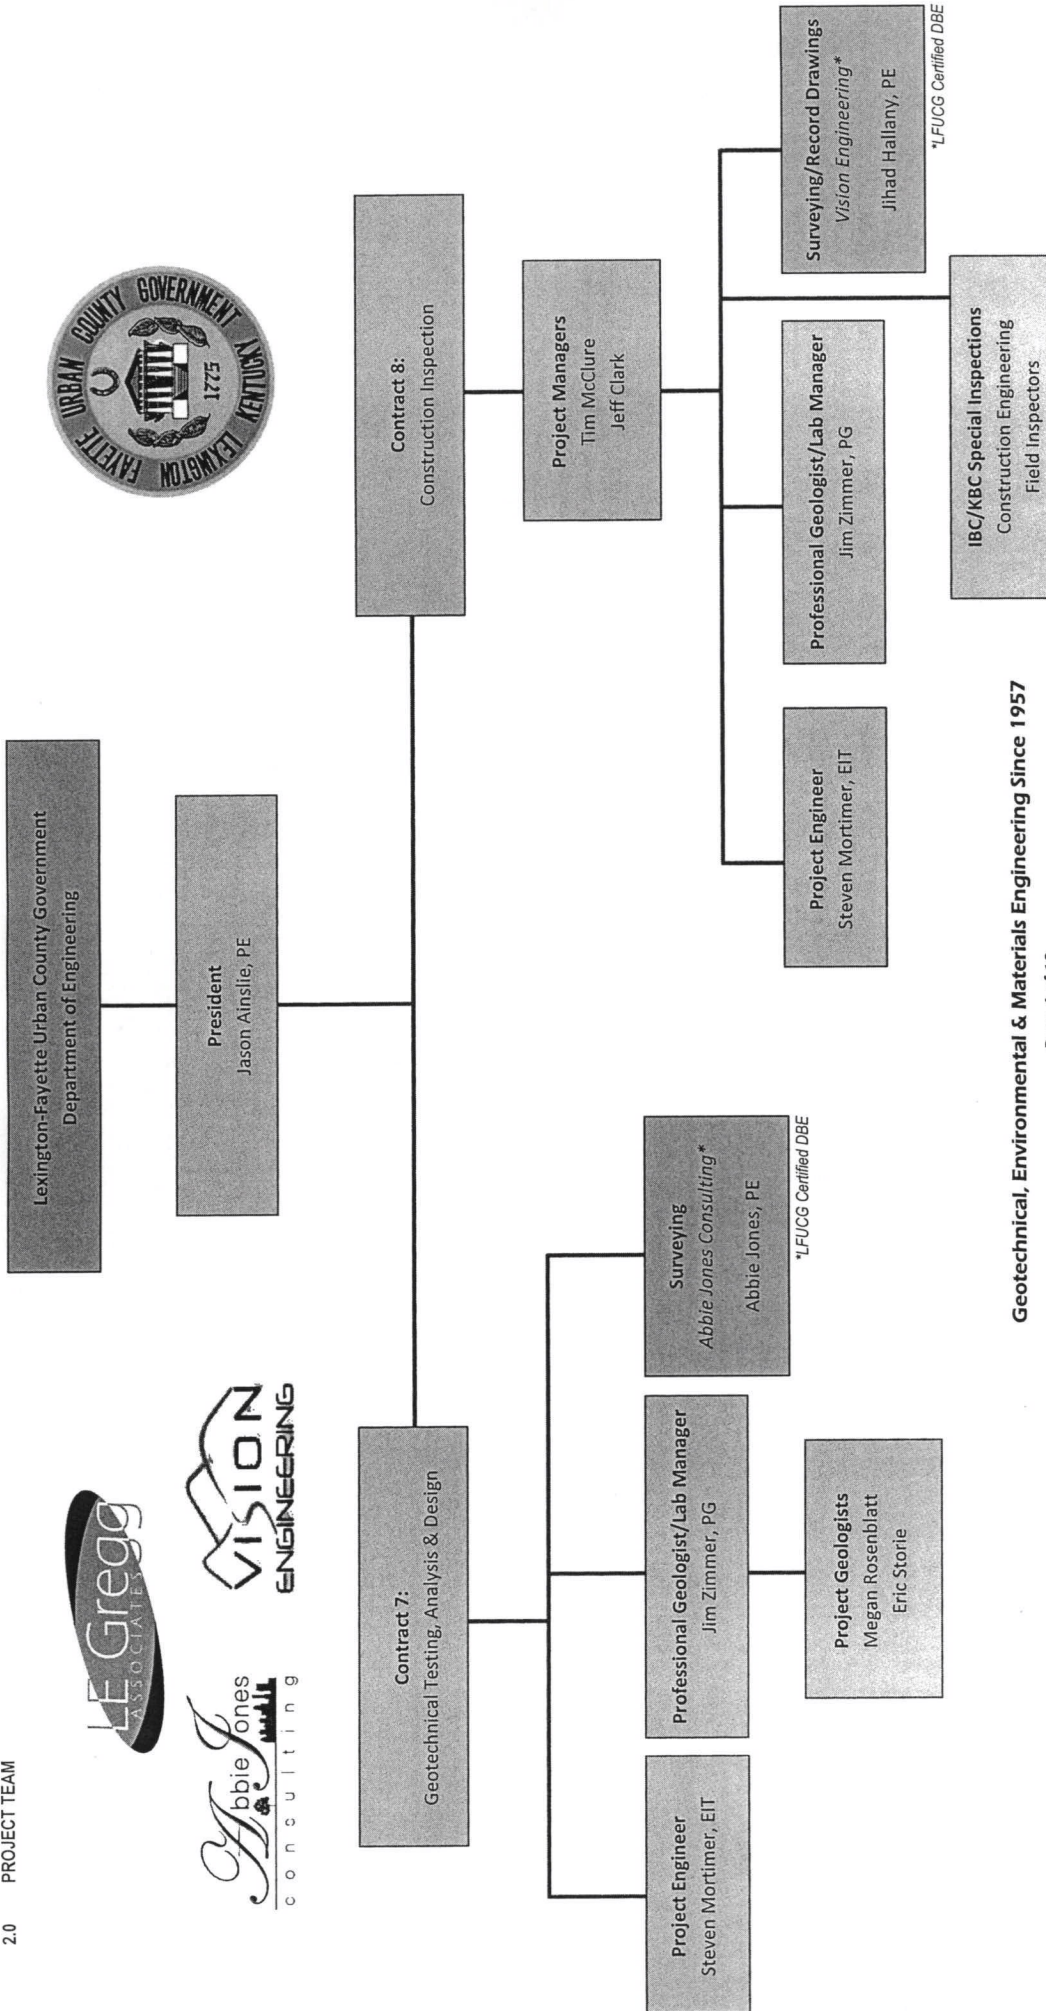 2.0 PROJECT TEAM
LE Gregg
ASSOCIATES
Abbie Jones
consulting
VISION
ENGINEERING
FAYETTE URBAN COUNTY GOVERNMENT
LEXINGTON KENTUCKY
1775
Lexington-Fayette Urban County Government
Department of Engineering
President
Jason Ainslie, PE
Contract 7:
Geotechnical Testing, Analysis & Design
Contract 8:
Construction Inspection
Project Managers
Tim McClure
Jeff Clark
Project Engineer
Steven Mortimer, EIT
Professional Geologist/Lab Manager
Jim Zimmer, PG
Surveying
Abbie Jones Consulting*
Abbie Jones, PE
*LFUCG Certified DBE
Project Geologists
Megan Rosenblatt
Eric Storie
Project Engineer
Steven Mortimer, EIT
Professional Geologist/Lab Manager
Jim Zimmer, PG
Surveying/Record Drawings
Vision Engineering*
Jihad Hallany, PE
*LFUCG Certified DBE
IBC/KBC Special Inspections
Construction Engineering
Field Inspectors
Geotechnical, Environmental & Materials Engineering Since 1957